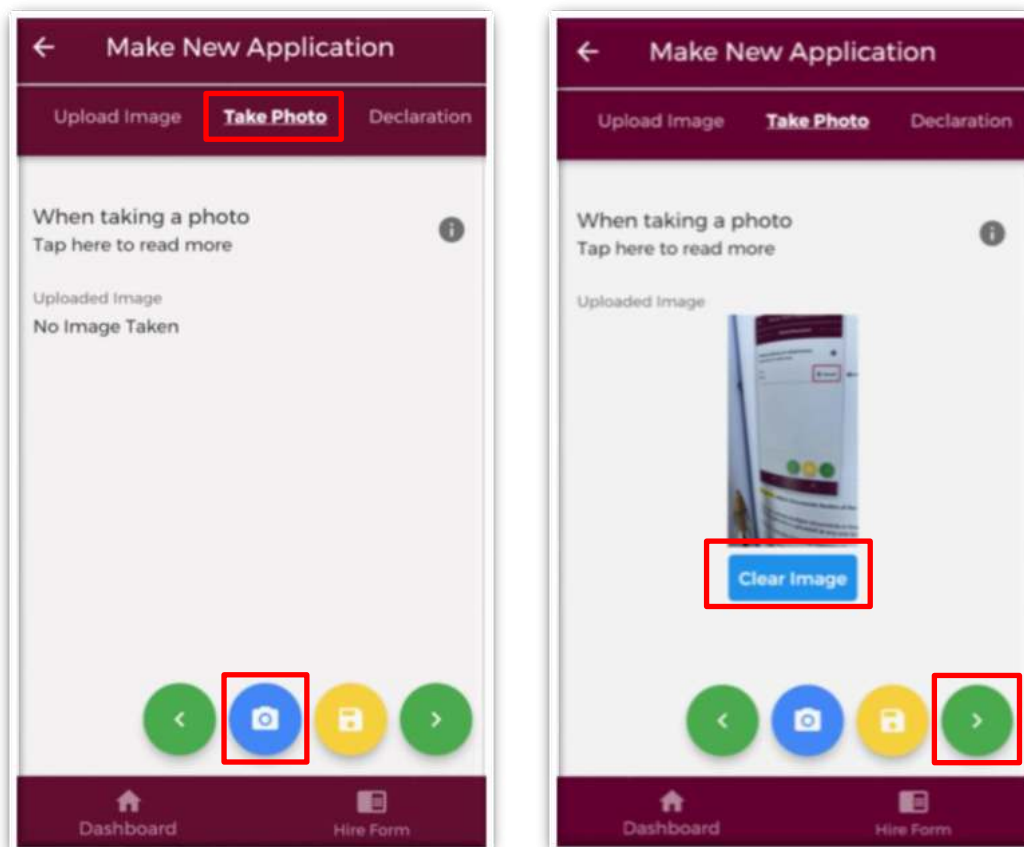 Make New Application
Upload Image Take Photo Declaration
When taking a photo
Tap here to read more
Uploaded Image
No Image Taken
Dashboard Hire Form
Make New Application
Upload Image Take Photo Declaration
When taking a photo
Tap here to read more
Uploaded Image
Clear Image
Dashboard Hire Form